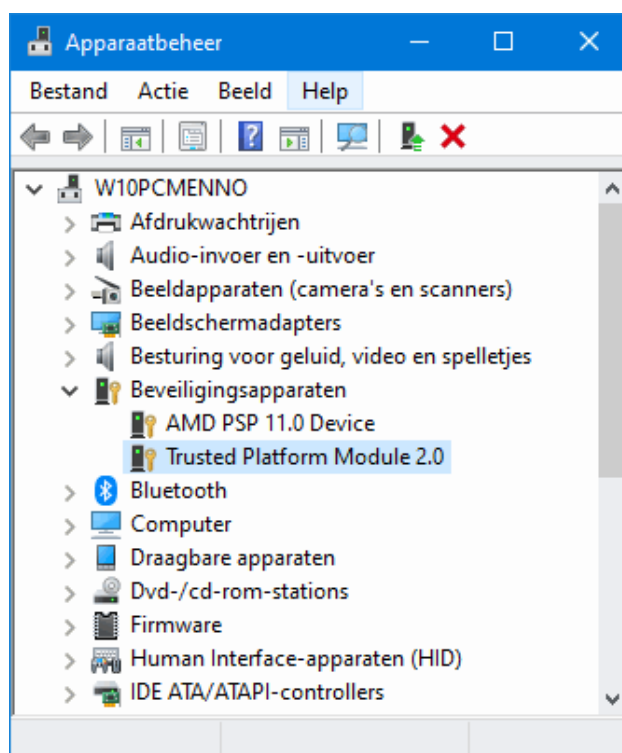 Apparaatbeheer
Bestand Actie Beeld Help
W10PCMENNO
Afdrukwachtrijen
Audio-invoer en -uitvoer
Beeldapparaten (camera's en scanners)
Beeldschermadapters
Besturing voor geluid, video en spelletjes
Beveiligingsapparaten
AMD PSP 11.0 Device
Trusted Platform Module 2.0
Bluetooth
Computer
Draagbare apparaten
Dvd-/cd-rom-stations
Firmware
Human Interface-apparaten (HID)
IDE ATA/ATAPI-controllers